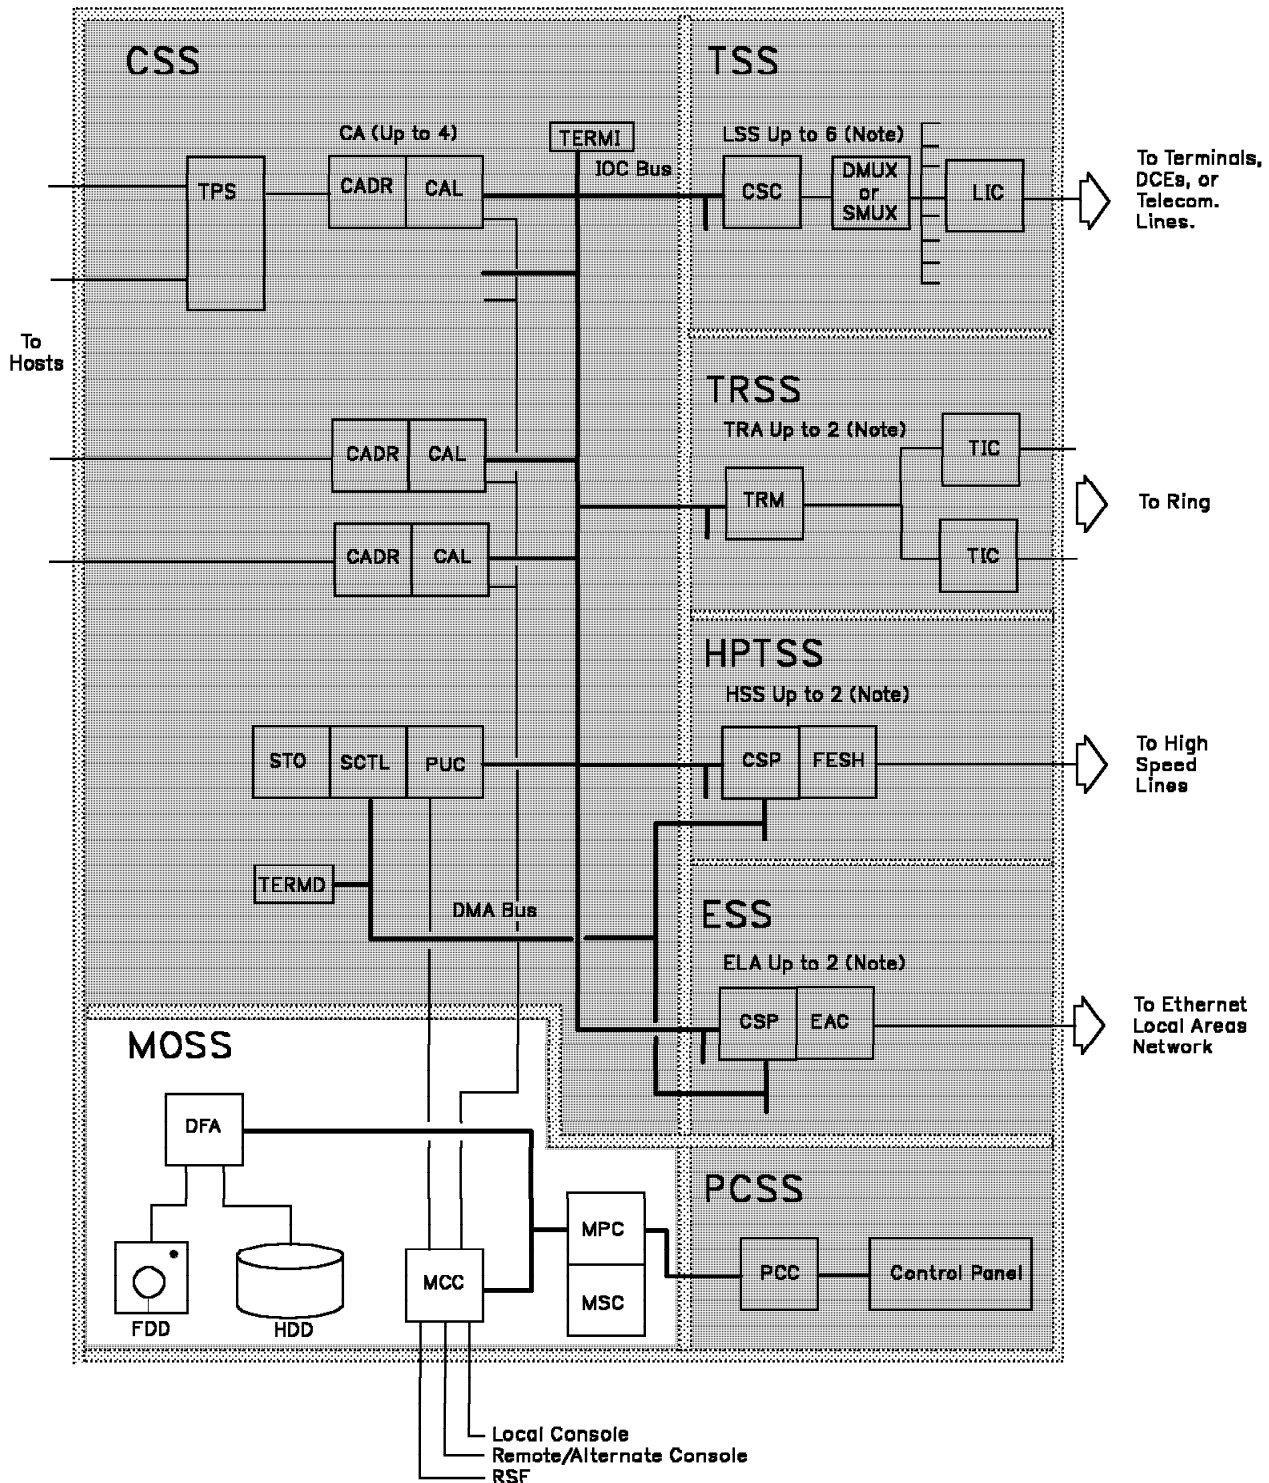 CSS
TSS
CA (Up to 4)
TERMI
IOC Bus
LSS Up to 6 (Note)
TPS
CADR
CAL
CSC
DMUX
or
SMUX
LIC
To Terminals,
DCEs, or
Telecom.
Lines.
To
Hosts
TRSS
TRA Up to 2 (Note)
CADR
CAL
TIC
TRM
To Ring
CADR
CAL
TIC
HPTSS
HSS Up to 2 (Note)
STO
SCTL
PUC
CSP
FESH
To High
Speed
Lines
TERMD
DMA Bus
ESS
ELA Up to 2 (Note)
CSP
EAC
To Ethernet
Local Areas
Network
MOSS
DFA
PCSS
MPC
MSC
MCC
PCC
Control Panel
FDD
HDD
Local Console
Remote/Alternate Console
RSF